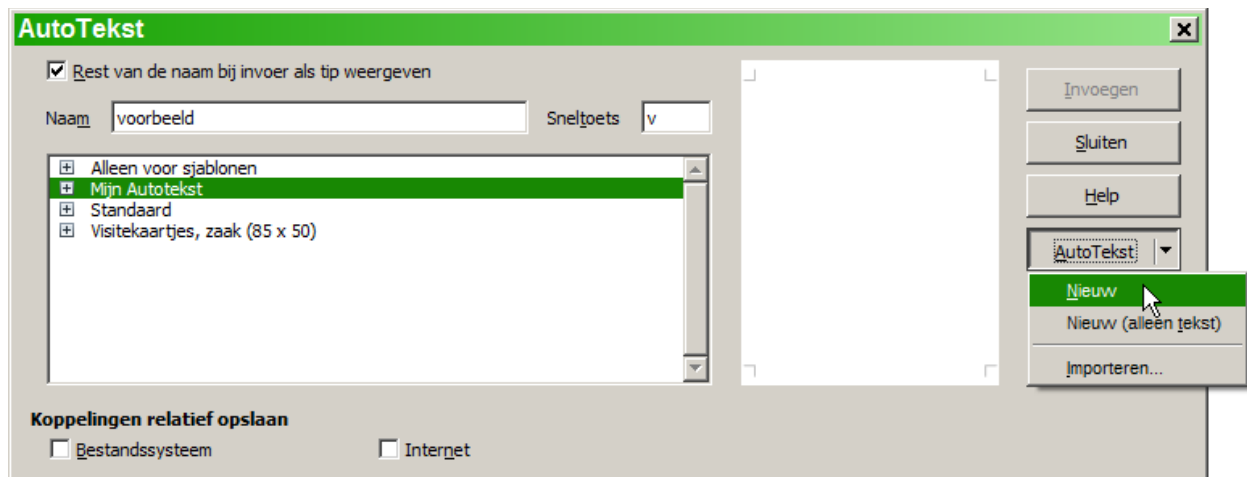 AutoTekst
Rest van de naam bij invoer als tip weergeven
Naam voorbeeld Sneltoets v
Alleen voor sjablonen
Mijn Autotekst
Standaard
Visitekaartjes, zaak (85 x 50)
Invoegen
Sluiten
Help
AutoTekst
Nieuw
Nieuw (alleen tekst)
Importeren...
Koppelingen relatief opslaan
Bestandssysteem Internet